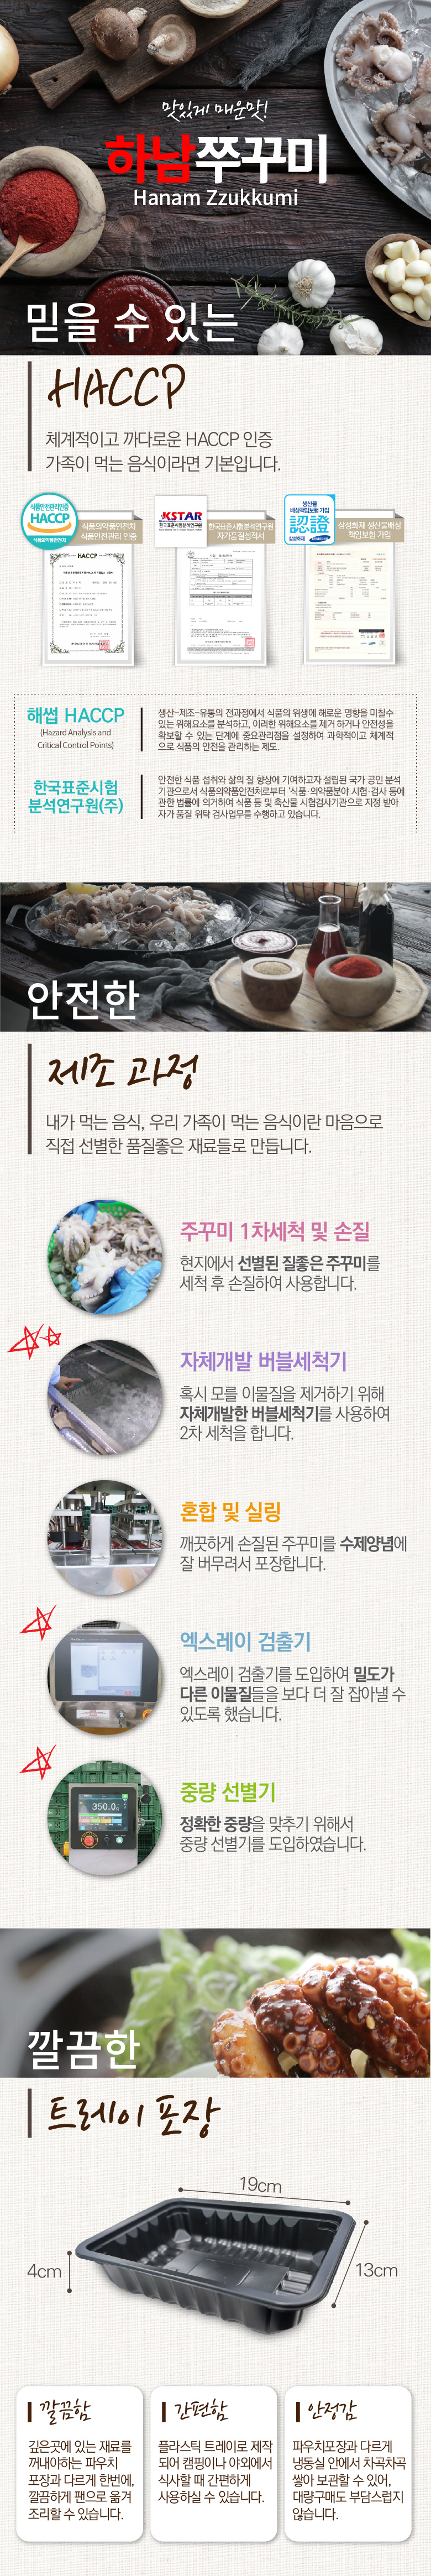 맛있게 매운맛!
하남쭈꾸미
Hanam Zzukkumi
믿을 수 있는
HACCP
체계적이고 까다로운 HACCP 인증
가족이 먹는 음식이라면 기본입니다.
식품안전관리인증
HACCP
식품의약품안전처
식품의약품안전처
식품안전관리 인증
KSTAR
한국표준시험분석연구원
한국표준시험분석연구원
자가품질성적서
생산물
배상책임보험 가입
認證
삼성화재
SAMSUNG
삼성화재 생산물배상
책임보험 가입
HACCP
해썹 HACCP
(Hazard Analysis and
Critical Control Points)
생산-제조-유통의 전과정에서 식품의 위생에 해로운 영향을 미칠수
있는 위해요소를 분석하고, 이러한 위해요소를 제거하거나 안전성을
확보할 수 있는 단계에 중요관리점을 설정하여 과학적이고 체계적
으로 식품의 안전을 관리하는 제도.
한국표준시험
분석연구원(주)
안전한 식품 섭취와 삶의 질 향상에 기여하고자 설립된 국가 공인 분석
기관으로서 식품의약품안전처로부터 '식품·의약품분야 시험·검사 등에
관한 법률에 의거하여 식품 등 및 축산물 시험검사기관으로 지정 받아
자가 품질 위탁 검사업무를 수행하고 있습니다.
안전한
제조 과정
내가 먹는 음식, 우리 가족이 먹는 음식이란 마음으로
직접 선별한 품질좋은 재료들로 만듭니다.
주꾸미 1차세척 및 손질
현지에서 선별된 질좋은 주꾸미를
세척 후 손질하여 사용합니다.
자체개발 버블세척기
혹시 모를 이물질을 제거하기 위해
자체개발한 버블세척기를 사용하여
2차 세척을 합니다.
혼합 및 실링
깨끗하게 손질된 주꾸미를 수제양념에
잘 버무려서 포장합니다.
엑스레이 검출기
엑스레이 검출기를 도입하여 밀도가
다른 이물질들을 보다 더 잘 잡아낼 수
있도록 했습니다.
350.0
중량 선별기
정확한 중량을 맞추기 위해서
중량 선별기를 도입하였습니다.
깔끔한
트레이 포장
19cm
4cm
13cm
깔끔함
깊은곳에 있는 재료를
꺼내야하는 파우치
포장과 다르게 한번에,
깔끔하게 팬으로 옮겨
조리할 수 있습니다.
간편함
플라스틱 트레이로 제작
되어 캠핑이나 야외에서
식사할 때 간편하게
사용하실 수 있습니다.
안정감
파우치포장과 다르게
냉동실 안에서 차곡차곡
쌓아 보관할 수 있어,
대량구매도 부담스럽지
않습니다.